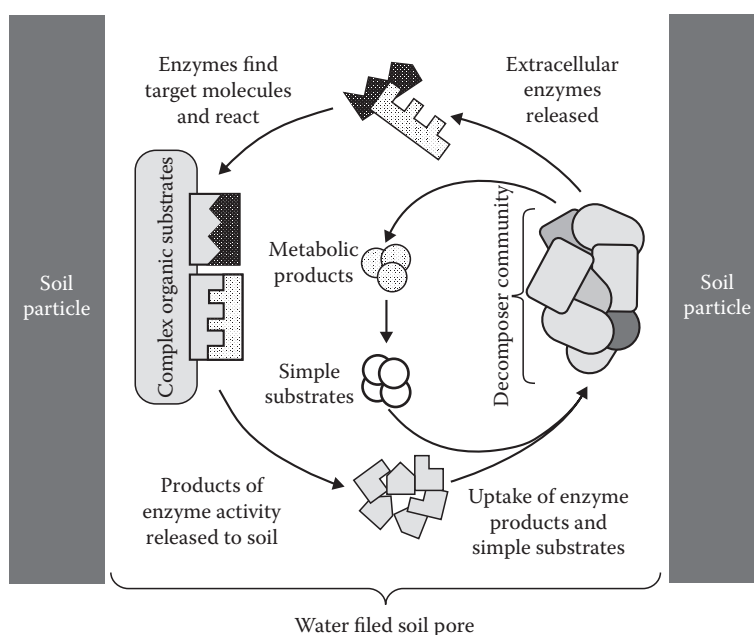 Enzymes find
target molecules
and react
Extracellular
enzymes
released
Soil
particle
Complex organic substrates
Metabolic
products
Simple
substrates
Decomposer community
Soil
particle
Products of
enzyme activity
released to soil
Uptake of enzyme
products and
simple substrates
Water filed soil pore